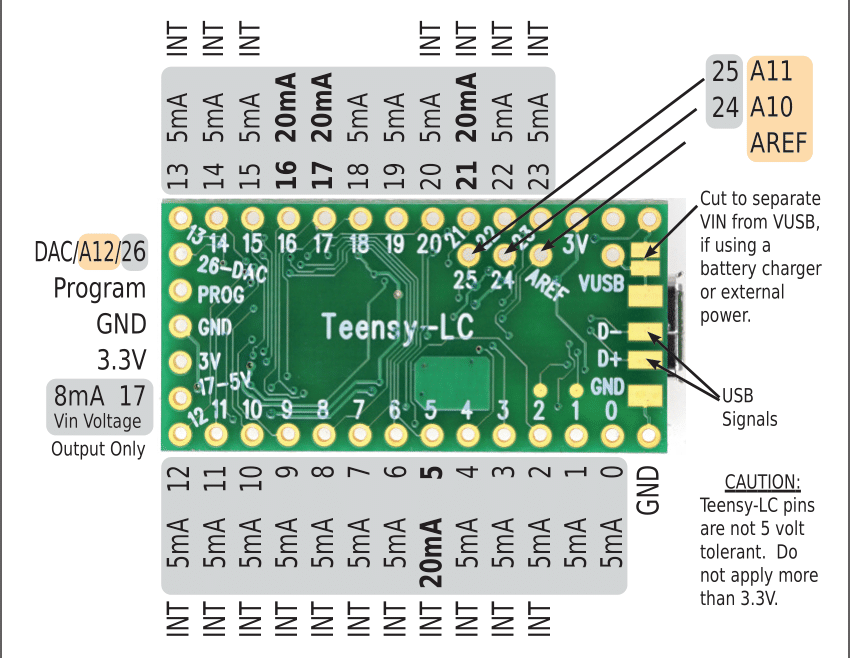 INT INT INT INT INT INT INT
5mA 5mA 5mA 20mA 20mA 5mA 5mA 5mA 20mA 5mA 5mA
13 14 15 16 17 18 19 20 21 22 23
25 A11
24 A10
AREF
Cut to separate
VIN from VUSB,
if using a
battery charger
or external
power.
DAC/A12/26
Program
GND
3.3V
8mA 17
Vin Voltage
Output Only
13 14 15 16 17 18 19 20 21 22 23 3V
26-DAC
25 24 AREF
VUSB
PROG
GND
Teensy-LC
D-
D+
3V
17-5V
GND
12 11 10 9 8 7 6 5 4 3 2 1 0
USB
Signals
12 11 10 9 8 7 6 5 4 3 2 1 0 GND
5mA 5mA 5mA 5mA 5mA 5mA 5mA 20mA 5mA 5mA 5mA 5mA 5mA
INT INT INT INT INT INT INT INT INT INT INT
CAUTION:
Teensy-LC pins
are not 5 volt
tolerant. Do
not apply more
than 3.3V.